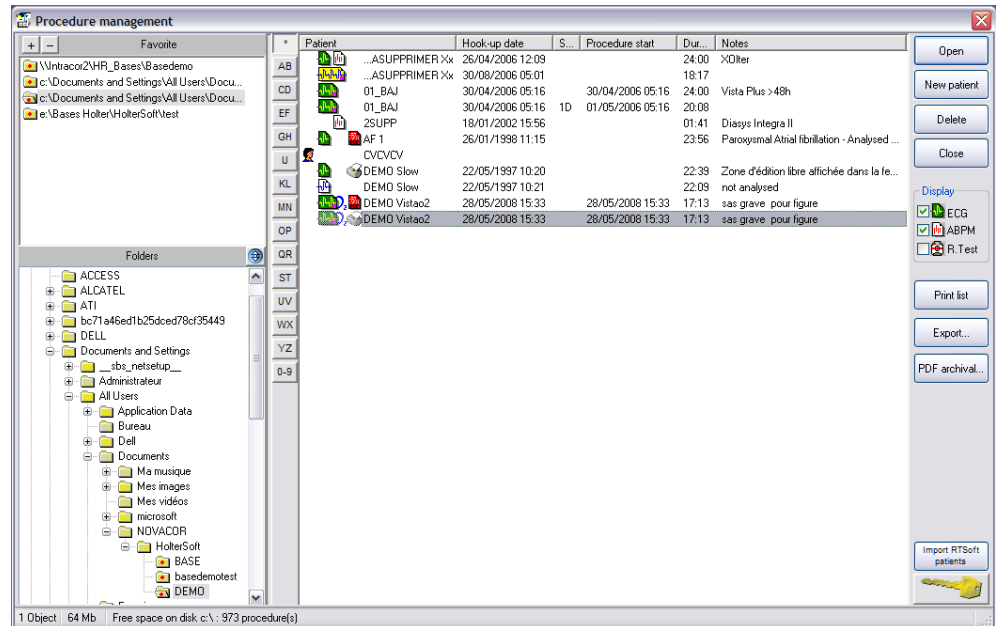 Procedure management
+ - Favorite
\\Intracor2\HR_Bases\Basedemo
c:\Documents and Settings\All Users\Docu...
c:\Documents and Settings\All Users\Docu...
e:\Bases Holter\HolterSoft\test
Folders
ACCESS
ALCATEL
ATI
bc71a46ed1b25dced78cf35449
DELL
Documents and Settings
__sbs_netsetup__
Administrateur
All Users
Application Data
Bureau
Dell
Documents
Ma musique
Mes images
Mes vidéos
microsoft
NOVACOR
HolterSoft
BASE
basedemotest
DEMO
*
AB
CD
EF
GH
IJ
KL
MN
OP
QR
ST
UV
WX
YZ
0-9
Patient Hook-up date S... Procedure start Dur... Notes
...ASUPPRIMER Xx 26/04/2006 12:09 24:00 XOlter
...ASUPPRIMER Xx 30/08/2006 05:01 18:17
01_BAJ 30/04/2006 05:16 30/04/2006 05:16 24:00 Vista Plus >48h
01_BAJ 30/04/2006 05:16 1D 01/05/2006 05:16 20:08
2SUPP 18/01/2002 15:56 01:41 Diasys Integra II
AF 1 26/01/1998 11:15 23:56 Paroxysmal Atrial fibrillation - Analysed ...
CVCVCV
DEMO Slow 22/05/1997 10:20 22:39 Zone d'édition libre affichée dans la fe...
DEMO Slow 22/05/1997 10:21 22:09 not analysed
2 DEMO Vistao2 28/05/2008 15:33 28/05/2008 15:33 17:13 sas grave pour figure
2 DEMO Vistao2 28/05/2008 15:33 28/05/2008 15:33 17:13 sas grave pour figure
Open
New patient
Delete
Close
Display
ECG
ABPM
R.Test
Print list
Export...
PDF archival...
Import RTSoft
patients
1 Object 64 Mb Free space on disk c:\ : 973 procedure(s)